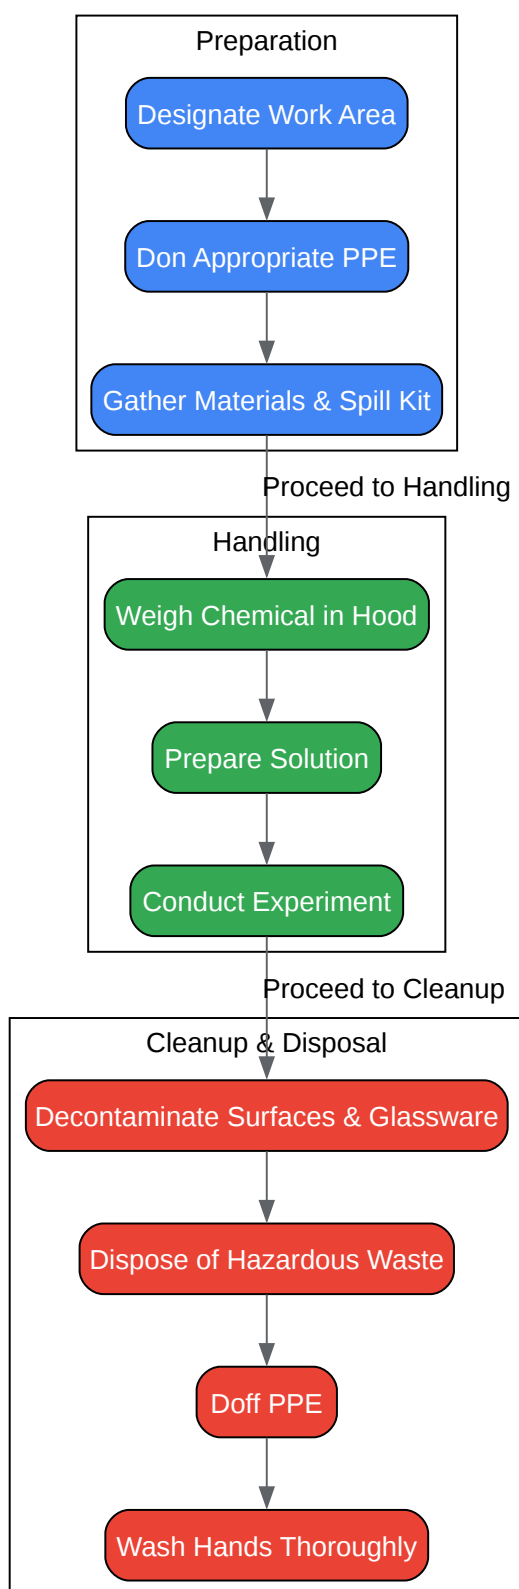 Preparation
Designate Work Area
Don Appropriate PPE
Gather Materials & Spill Kit
Proceed to Handling
Handling
Weigh Chemical in Hood
Prepare Solution
Conduct Experiment
Proceed to Cleanup
Cleanup & Disposal
Decontaminate Surfaces & Glassware
Dispose of Hazardous Waste
Doff PPE
Wash Hands Thoroughly